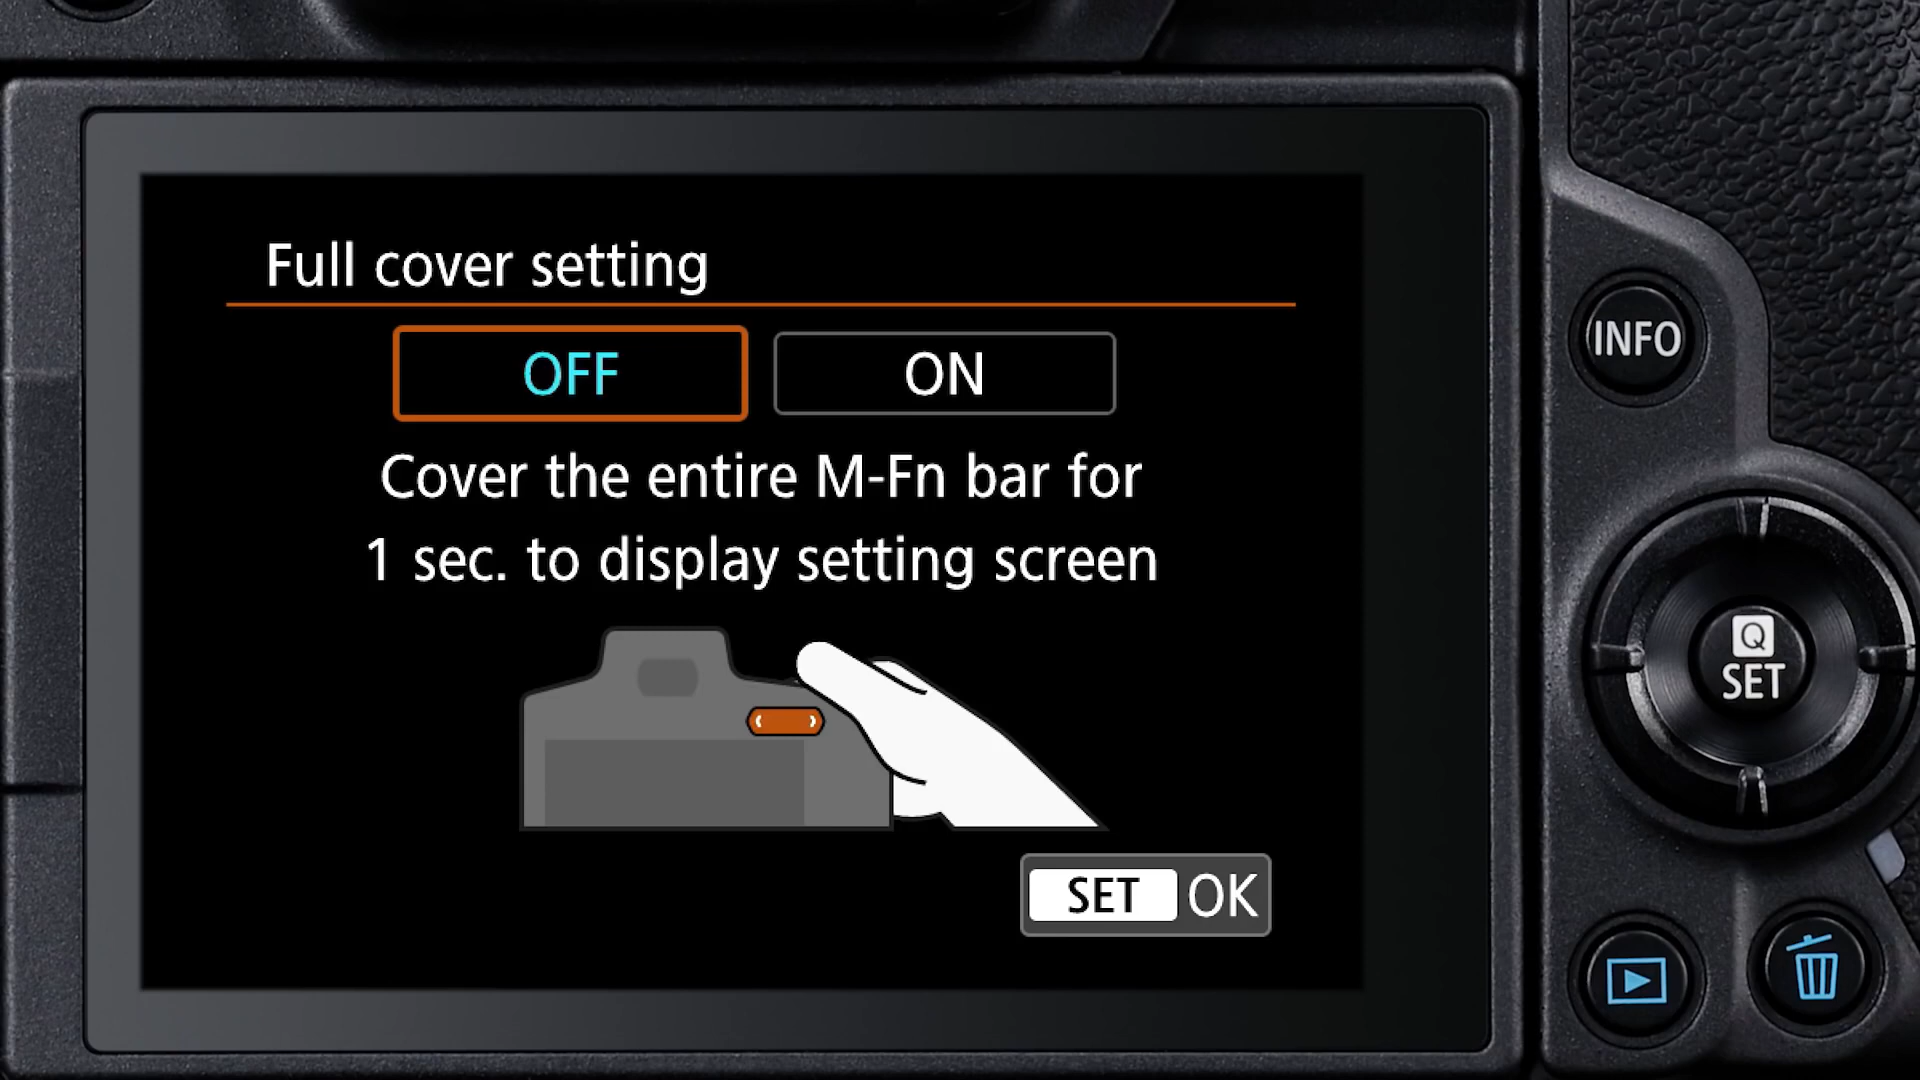 Full cover setting
OFF ON
Cover the entire M-Fn bar for
1 sec. to display setting screen
SET OK
INFO
Q
SET